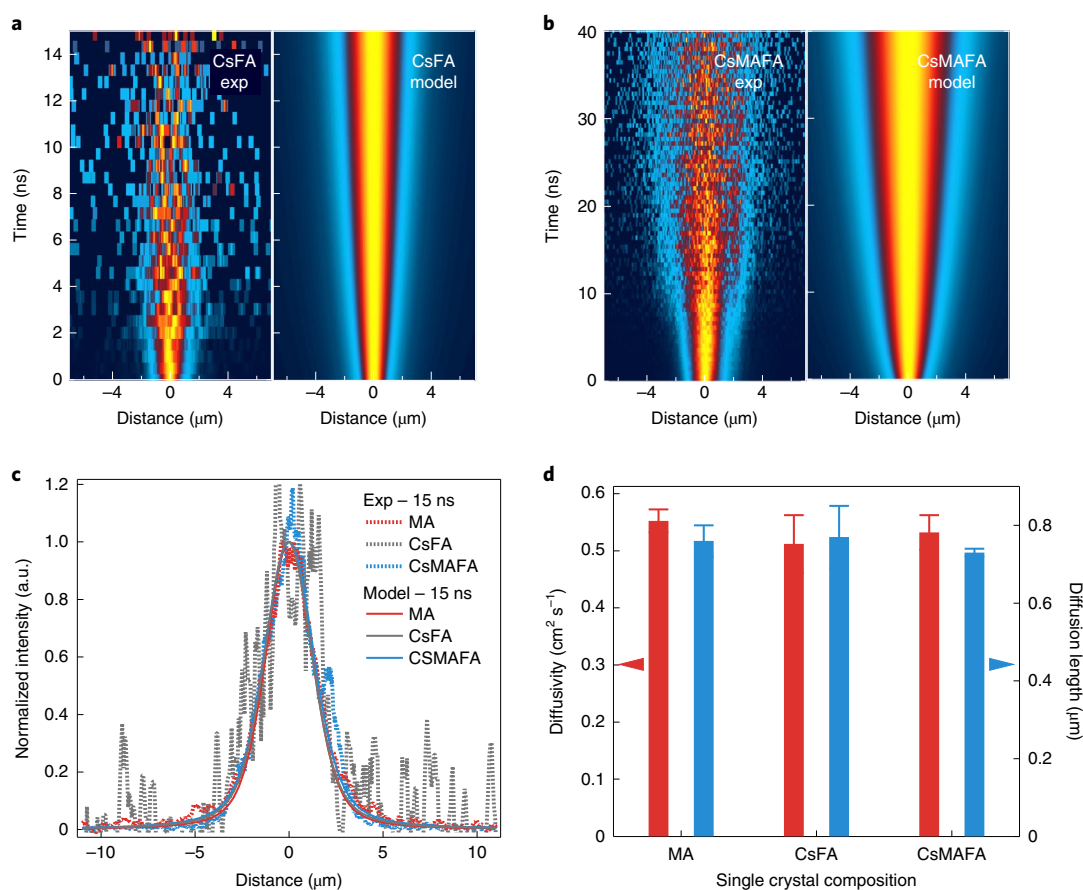 a
CsFA
exp
CsFA
model
14
12
10
8
6
4
2
0
Time (ns)
–4
0
4
–4
0
4
Distance (μm)
Distance (μm)
b
CsMAFA
exp
CsMAFA
model
40
30
20
10
0
Time (ns)
–4
0
4
–4
0
4
Distance (μm)
Distance (μm)
c
1.2
1.0
0.8
0.6
0.4
0.2
0
Normalized intensity (a.u.)
Exp – 15 ns
MA
CsFA
CsMAFA
Model – 15 ns
MA
CsFA
CSMAFA
–10
–5
0
5
10
Distance (μm)
d
0.6
0.5
0.4
0.3
0.2
0.1
0
Diffusivity (cm² s⁻¹)
0.8
0.6
0.4
0.2
0
Diffusion length (μm)
MA
CsFA
CsMAFA
Single crystal composition